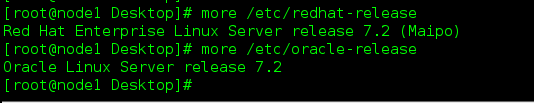 [root@node1 Desktop]# more /etc/redhat-release
Red Hat Enterprise Linux Server release 7.2 (Maipo)
[root@node1 Desktop]# more /etc/oracle-release
Oracle Linux Server release 7.2
[root@node1 Desktop]#